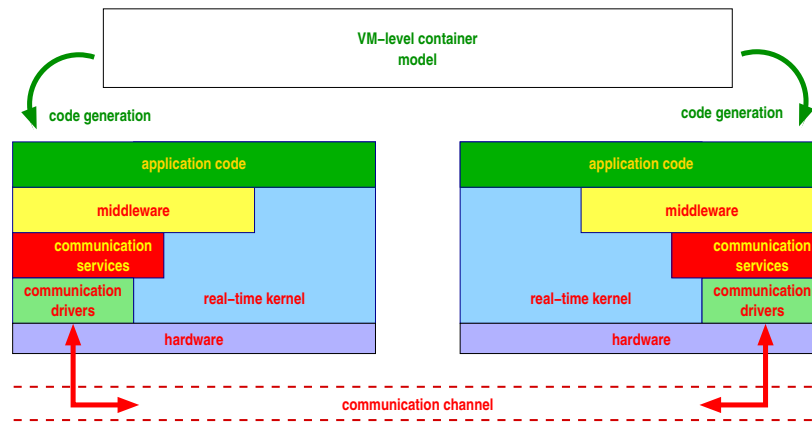 VM–level container
model
code generation
code generation
application code
middleware
communication
services
communication
drivers
real–time kernel
hardware
application code
middleware
communication
services
real–time kernel
communication
drivers
hardware
communication channel